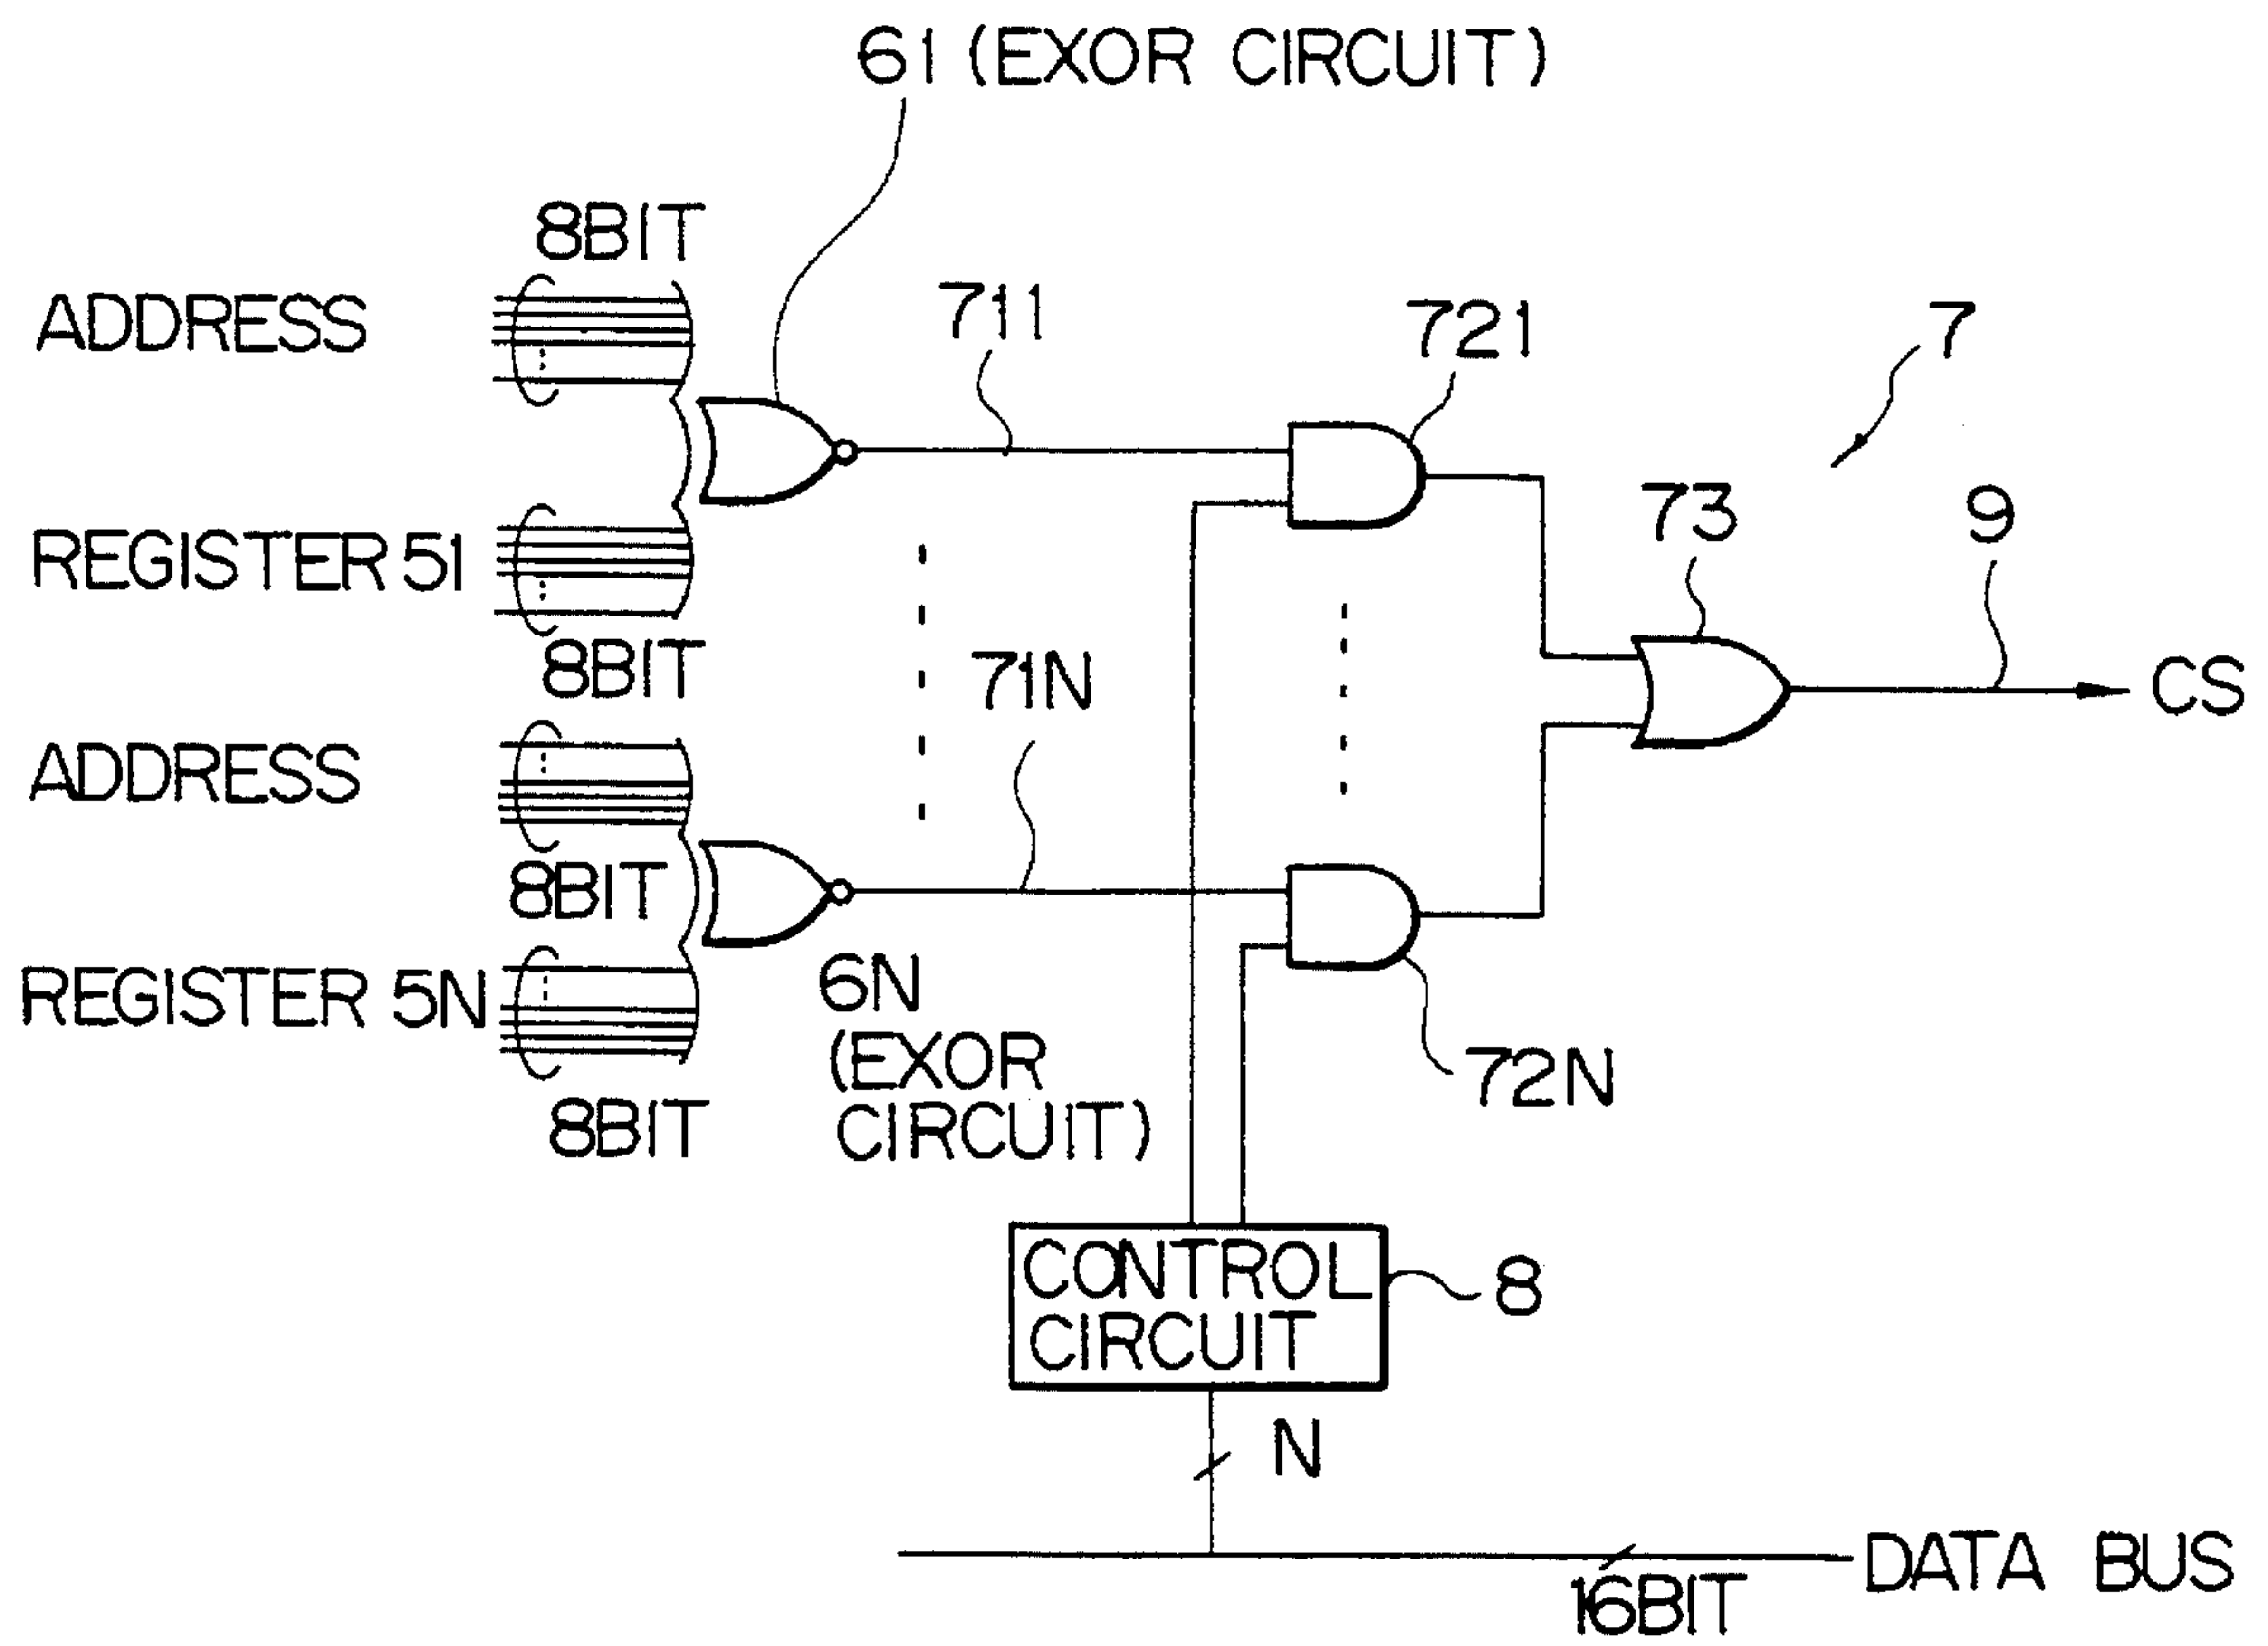 61 (EXOR CIRCUIT)
8BIT
ADDRESS
711
721
7
REGISTER 51
73
9
8BIT
71N
CS
ADDRESS
8BIT
REGISTER 5N
6N
(EXOR
CIRCUIT)
72N
8BIT
CONTROL
CIRCUIT
8
N
DATA BUS
16BIT